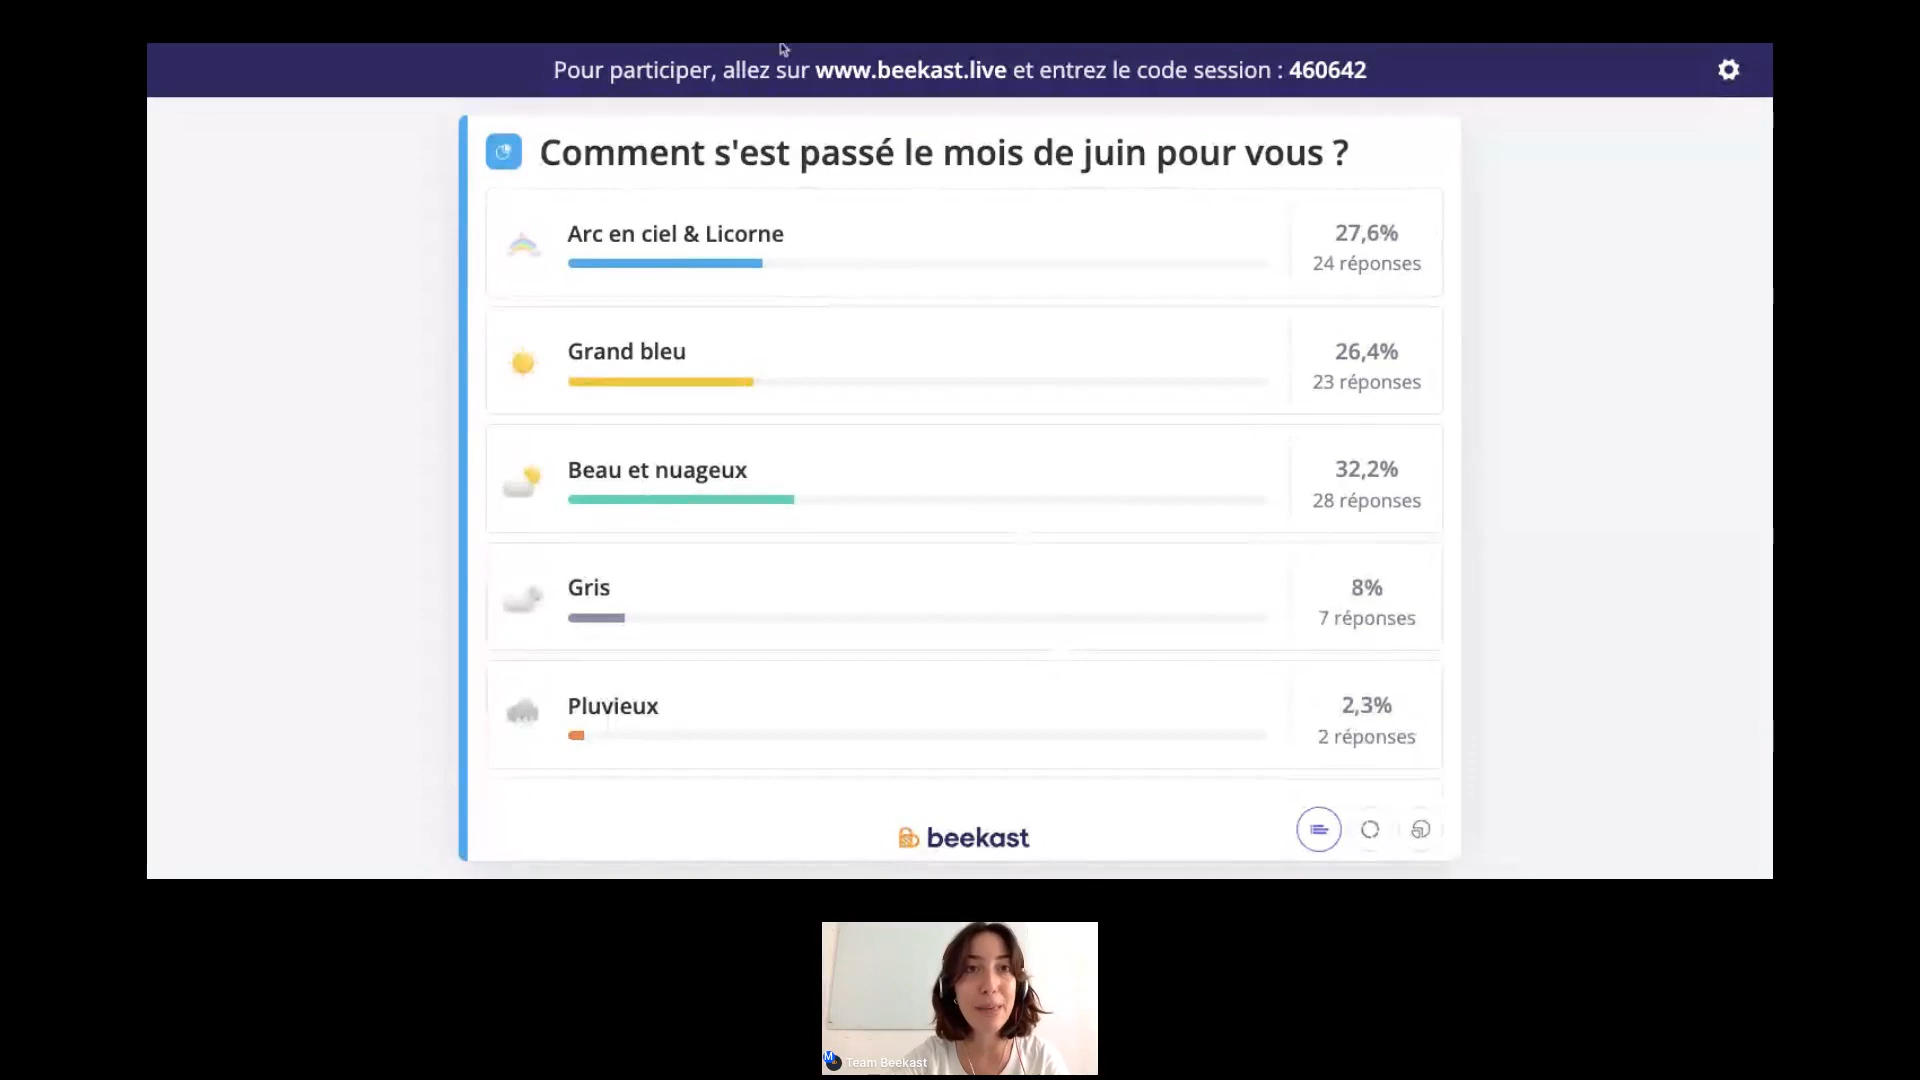 Pour participer, allez sur www.beekast.live et entrez le code session : 460642
Comment s'est passé le mois de juin pour vous ?
Arc en ciel & Licorne
27,6%
24 réponses
Grand bleu
26,4%
23 réponses
Beau et nuageux
32,2%
28 réponses
Gris
8%
7 réponses
Pluvieux
2,3%
2 réponses
beekast
M
Team Beekast